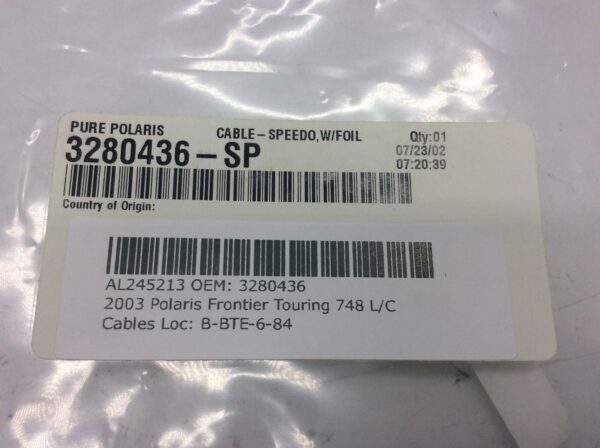 PURE POLARIS CABLE-SPEEDO,W/FOIL Qty:01
3280436-SP 07/23/02
07:20:39
Country of Origin:
AL245213 OEM: 3280436
2003 Polaris Frontier Touring 748 L/C
Cables Loc: B-BTE-6-84